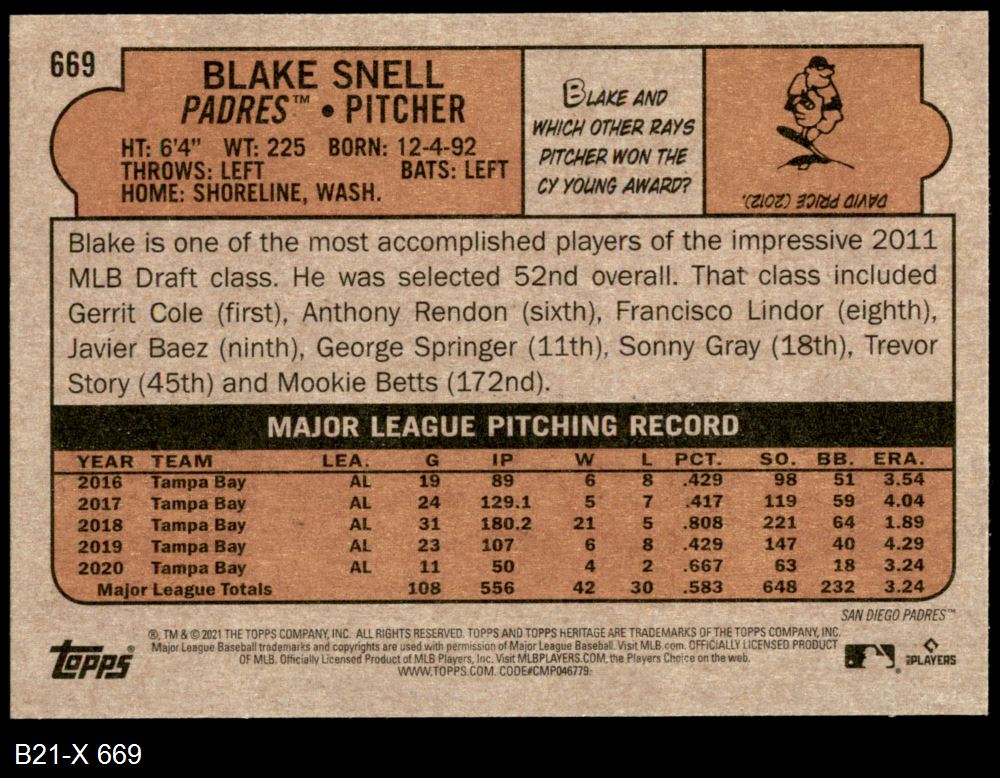 669
BLAKE SNELL
PADRES™ • PITCHER
HT: 6'4" WT: 225 BORN: 12-4-92
THROWS: LEFT BATS: LEFT
HOME: SHORELINE, WASH.
BLAKE AND
WHICH OTHER RAYS
PITCHER WON THE
CY YOUNG AWARD?
DAVID PRICE (2012).
Blake is one of the most accomplished players of the impressive 2011
MLB Draft class. He was selected 52nd overall. That class included
Gerrit Cole (first), Anthony Rendon (sixth), Francisco Lindor (eighth),
Javier Baez (ninth), George Springer (11th), Sonny Gray (18th), Trevor
Story (45th) and Mookie Betts (172nd).
MAJOR LEAGUE PITCHING RECORD
YEAR TEAM LEA. G IP W L PCT. SO. BB. ERA.
2016 Tampa Bay AL 19 89 6 8 .429 98 51 3.54
2017 Tampa Bay AL 24 129.1 5 7 .417 119 59 4.04
2018 Tampa Bay AL 31 180.2 21 5 .808 221 64 1.89
2019 Tampa Bay AL 23 107 6 8 .429 147 40 4.29
2020 Tampa Bay AL 11 50 4 2 .667 63 18 3.24
Major League Totals 108 556 42 30 .583 648 232 3.24
SAN DIEGO PADRES™
®, TM & © 2021 THE TOPPS COMPANY, INC. ALL RIGHTS RESERVED. TOPPS AND TOPPS HERITAGE ARE TRADEMARKS OF THE TOPPS COMPANY, INC.
Major League Baseball trademarks and copyrights are used with permission of Major League Baseball. Visit MLB.com. OFFICIALLY LICENSED PRODUCT
OF MLB. Officially Licensed Product of MLB Players, Inc. Visit MLBPLAYERS.COM, the Players Choice on the web.
WWW.TOPPS.COM. CODE#CMP046779.
topps®
MLBPLAYERS
B21-X 669